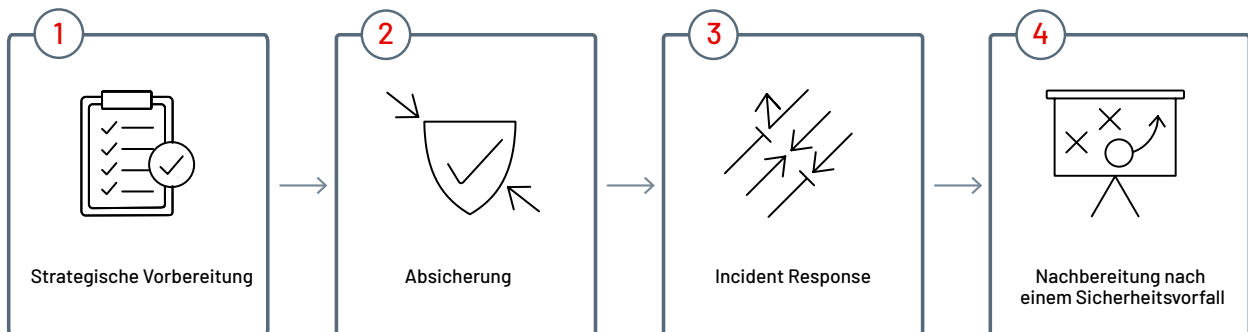 1
2
3
4
Strategische Vorbereitung
Absicherung
Incident Response
Nachbereitung nach
einem Sicherheitsvorfall